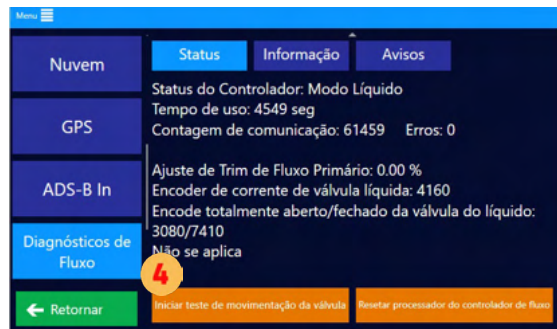 Menu
Nuvem
GPS
ADS-B In
Diagnósticos de
Fluxo
Retornar
Status Informação Avisos
Status do Controlador: Modo Líquido
Tempo de uso: 4549 seg
Contagem de comunicação: 61459 Erros: 0
Ajuste de Trim de Fluxo Primário: 0.00 %
Encoder de corrente de válvula líquida: 4160
Encode totalmente aberto/fechado da válvula do líquido:
3080/7410
Não se aplica
4
Iniciar teste de movimentação da válvula
Resetar processador do controlador de fluxo